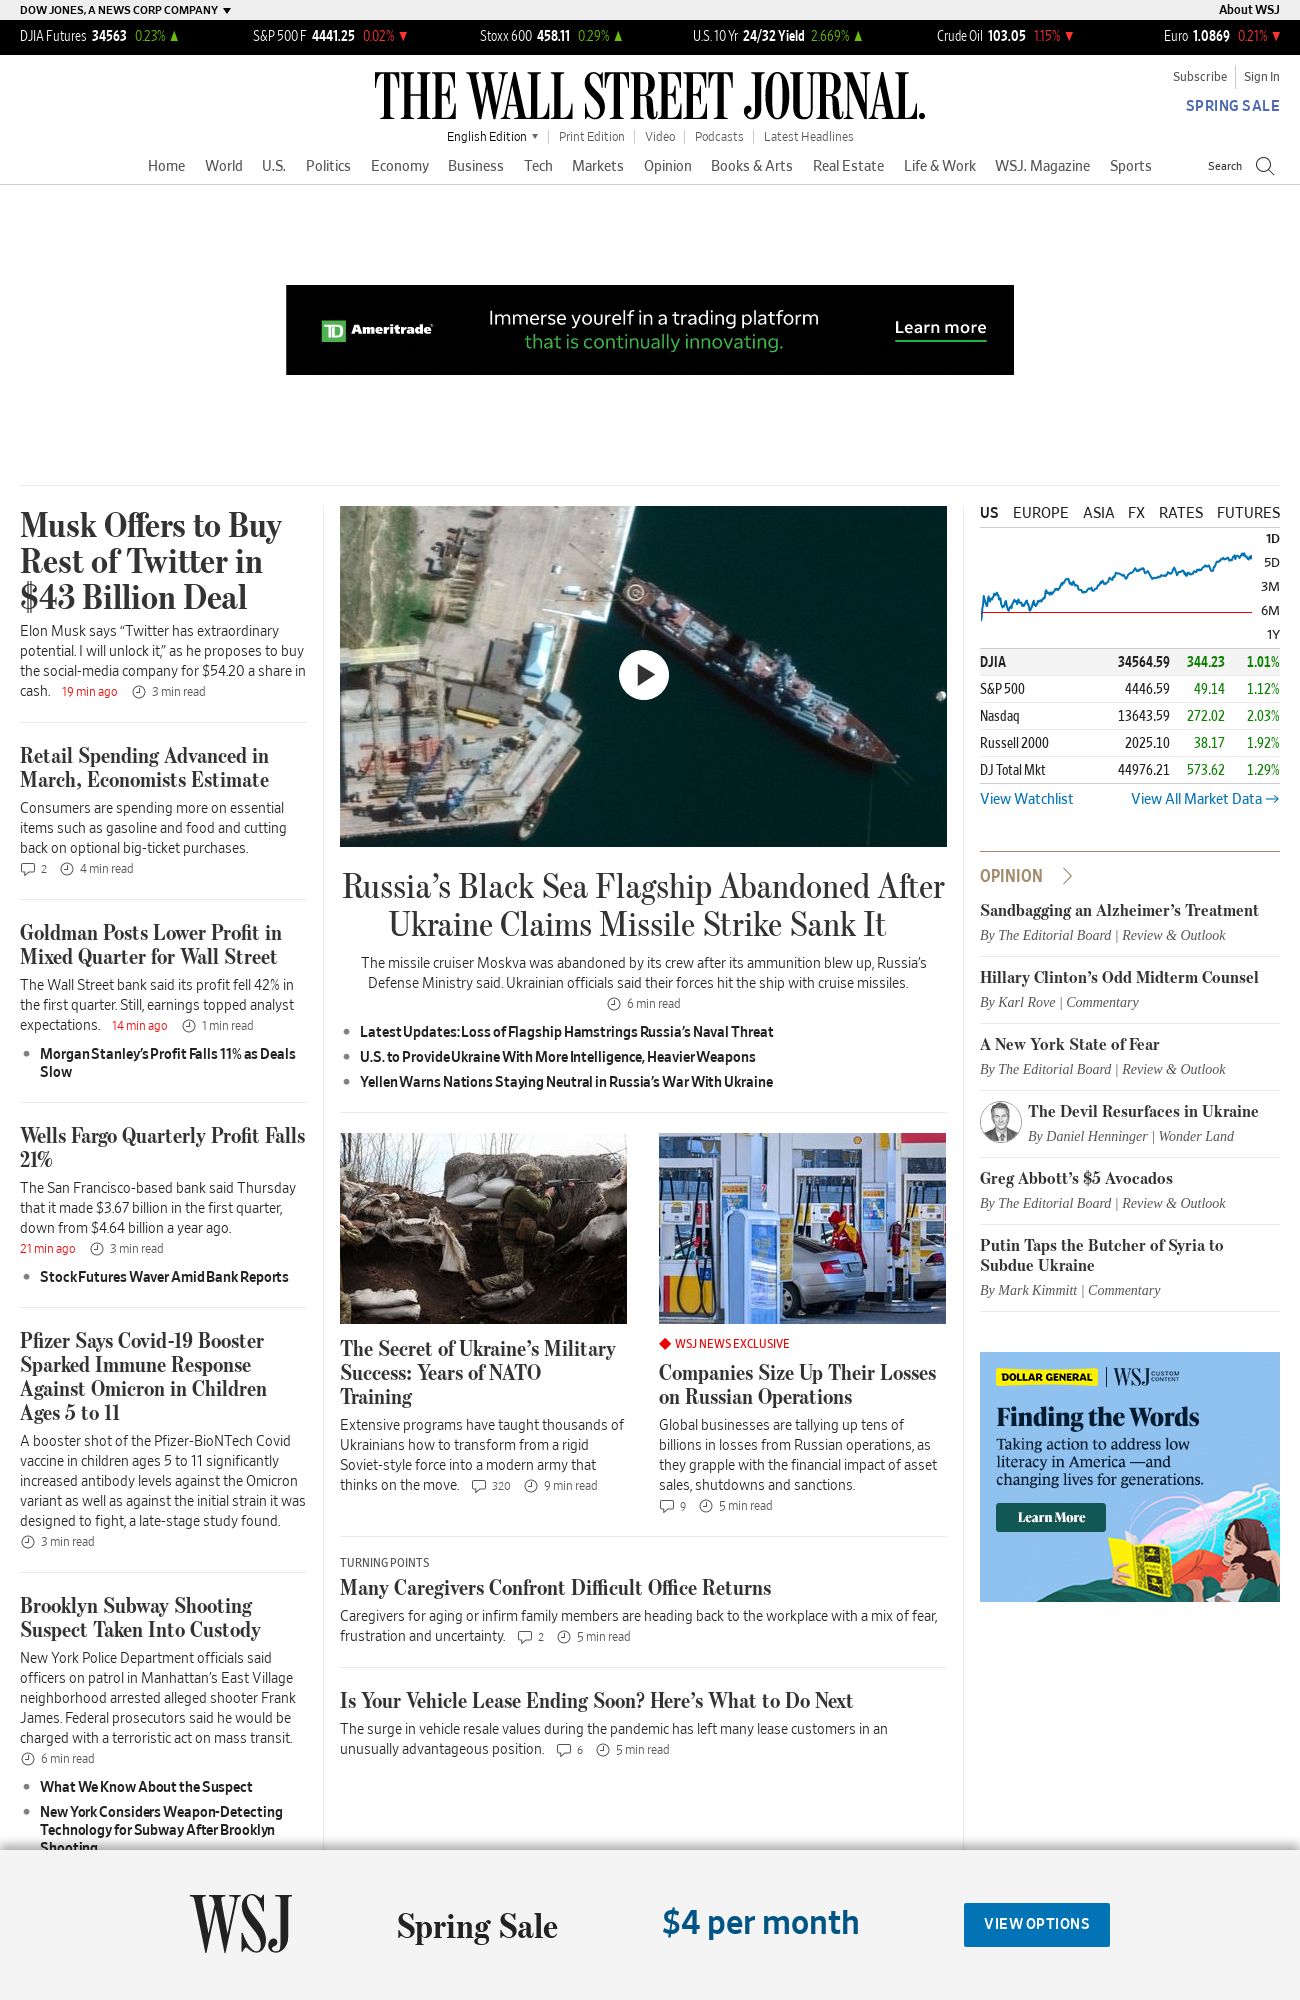 DOW JONES, A NEWS CORP COMPANY
About WSJ
DJIA Futures 34563 0.23%
S&P 500 F 4441.25 0.02%
Stoxx 600 458.11 0.29%
U.S. 10 Yr 24/32 Yield 2.669%
Crude Oil 103.05 1.15%
Euro 1.0869 0.21%
THE WALL STREET JOURNAL.
Subscribe
Sign In
SPRING SALE
English Edition
Print Edition
Video
Podcasts
Latest Headlines
Home World U.S. Politics Economy Business Tech Markets Opinion Books & Arts Real Estate Life & Work WSJ. Magazine Sports
Search
TD Ameritrade
Immerse yourelf in a trading platform
that is continually innovating.
Learn more
Musk Offers to Buy
Rest of Twitter in
$43 Billion Deal
Elon Musk says “Twitter has extraordinary
potential. I will unlock it,” as he proposes to buy
the social-media company for $54.20 a share in
cash. 19 min ago 3 min read
Retail Spending Advanced in
March, Economists Estimate
Consumers are spending more on essential
items such as gasoline and food and cutting
back on optional big-ticket purchases.
2 4 min read
Goldman Posts Lower Profit in
Mixed Quarter for Wall Street
The Wall Street bank said its profit fell 42% in
the first quarter. Still, earnings topped analyst
expectations. 14 min ago 1 min read
Morgan Stanley’s Profit Falls 11% as Deals
Slow
Wells Fargo Quarterly Profit Falls
21%
The San Francisco-based bank said Thursday
that it made $3.67 billion in the first quarter,
down from $4.64 billion a year ago.
21 min ago 3 min read
Stock Futures Waver Amid Bank Reports
Pfizer Says Covid-19 Booster
Sparked Immune Response
Against Omicron in Children
Ages 5 to 11
A booster shot of the Pfizer-BioNTech Covid
vaccine in children ages 5 to 11 significantly
increased antibody levels against the Omicron
variant as well as against the initial strain it was
designed to fight, a late-stage study found.
3 min read
Brooklyn Subway Shooting
Suspect Taken Into Custody
New York Police Department officials said
officers on patrol in Manhattan’s East Village
neighborhood arrested alleged shooter Frank
James. Federal prosecutors said he would be
charged with a terroristic act on mass transit.
6 min read
What We Know About the Suspect
New York Considers Weapon-Detecting
Technology for Subway After Brooklyn
Shooting
Russia’s Black Sea Flagship Abandoned After
Ukraine Claims Missile Strike Sank It
The missile cruiser Moskva was abandoned by its crew after its ammunition blew up, Russia’s
Defense Ministry said. Ukrainian officials said their forces hit the ship with cruise missiles.
6 min read
Latest Updates: Loss of Flagship Hamstrings Russia’s Naval Threat
U.S. to Provide Ukraine With More Intelligence, Heavier Weapons
Yellen Warns Nations Staying Neutral in Russia’s War With Ukraine
The Secret of Ukraine’s Military
Success: Years of NATO
Training
Extensive programs have taught thousands of
Ukrainians how to transform from a rigid
Soviet-style force into a modern army that
thinks on the move. 320 9 min read
WSJ NEWS EXCLUSIVE
Companies Size Up Their Losses
on Russian Operations
Global businesses are tallying up tens of
billions in losses from Russian operations, as
they grapple with the financial impact of asset
sales, shutdowns and sanctions.
9 5 min read
TURNING POINTS
Many Caregivers Confront Difficult Office Returns
Caregivers for aging or infirm family members are heading back to the workplace with a mix of fear,
frustration and uncertainty. 2 5 min read
Is Your Vehicle Lease Ending Soon? Here’s What to Do Next
The surge in vehicle resale values during the pandemic has left many lease customers in an
unusually advantageous position. 6 5 min read
US EUROPE ASIA FX RATES FUTURES
1D
5D
3M
6M
1Y
DJIA 34564.59 344.23 1.01%
S&P 500 4446.59 49.14 1.12%
Nasdaq 13643.59 272.02 2.03%
Russell 2000 2025.10 38.17 1.92%
DJ Total Mkt 44976.21 573.62 1.29%
View Watchlist
View All Market Data
OPINION
Sandbagging an Alzheimer’s Treatment
By The Editorial Board | Review & Outlook
Hillary Clinton’s Odd Midterm Counsel
By Karl Rove | Commentary
A New York State of Fear
By The Editorial Board | Review & Outlook
The Devil Resurfaces in Ukraine
By Daniel Henninger | Wonder Land
Greg Abbott’s $5 Avocados
By The Editorial Board | Review & Outlook
Putin Taps the Butcher of Syria to
Subdue Ukraine
By Mark Kimmitt | Commentary
DOLLAR GENERAL | WSJ CUSTOM CONTENT
Finding the Words
Taking action to address low
literacy in America —and
changing lives for generations.
Learn More
WSJ
Spring Sale
$4 per month
VIEW OPTIONS